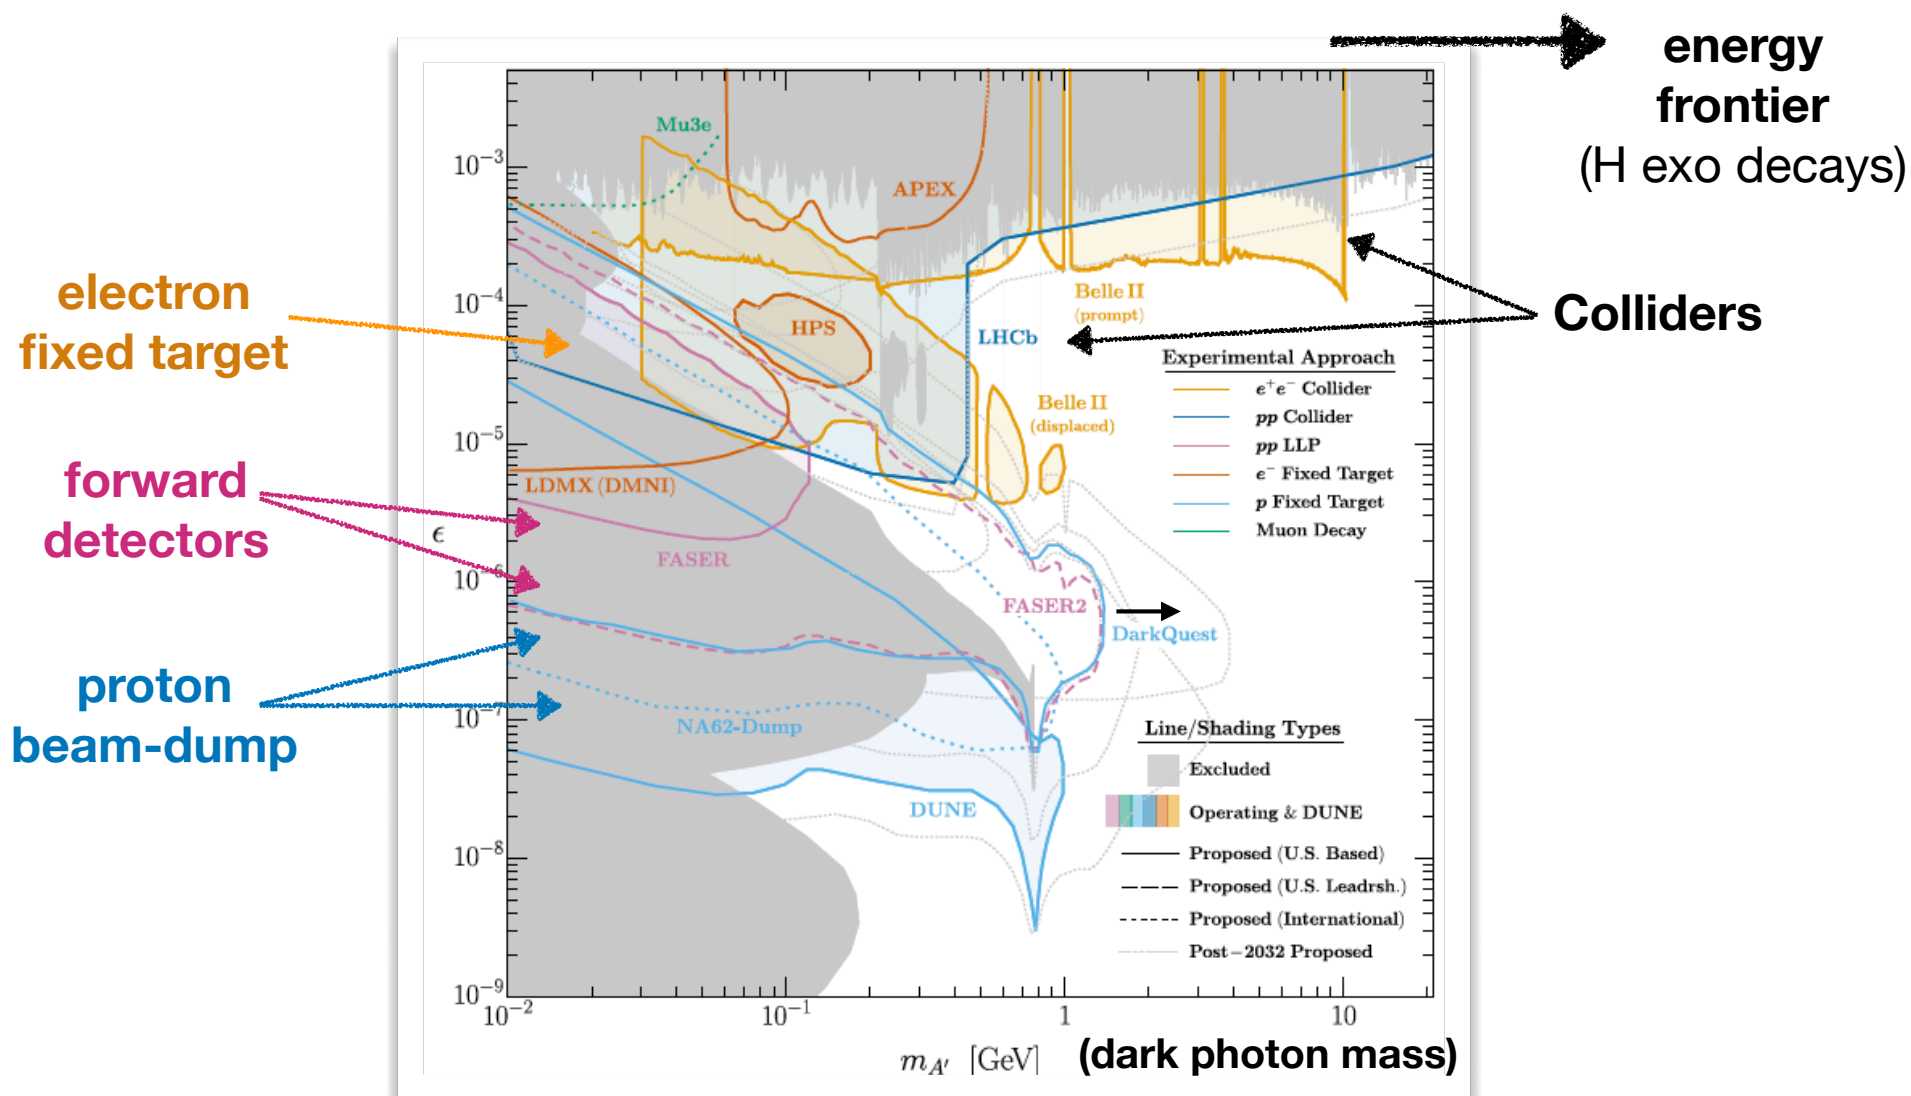 energy
frontier
(H exo decays)
Mu3e
APEX
10⁻³
electron
fixed target
10⁻⁴
HPS
LHCb
Belle II
(prompt)
Colliders
Experimental Approach
e⁺e⁻ Collider
pp Collider
pp LLP
e⁻ Fixed Target
p Fixed Target
Muon Decay
Belle II
(displaced)
10⁻⁵
LDMX (DMNI)
forward
detectors
ϵ
FASER
10⁻⁶
FASER2
DarkQuest
proton
beam-dump
10⁻⁷
NA62-Dump
Line/Shading Types
Excluded
Operating & DUNE
Proposed (U.S. Based)
Proposed (U.S. Leadrsh.)
Proposed (International)
Post−2032 Proposed
DUNE
10⁻⁸
10⁻⁹
10⁻² 10⁻¹ 1 10
m_A′ [GeV] (dark photon mass)